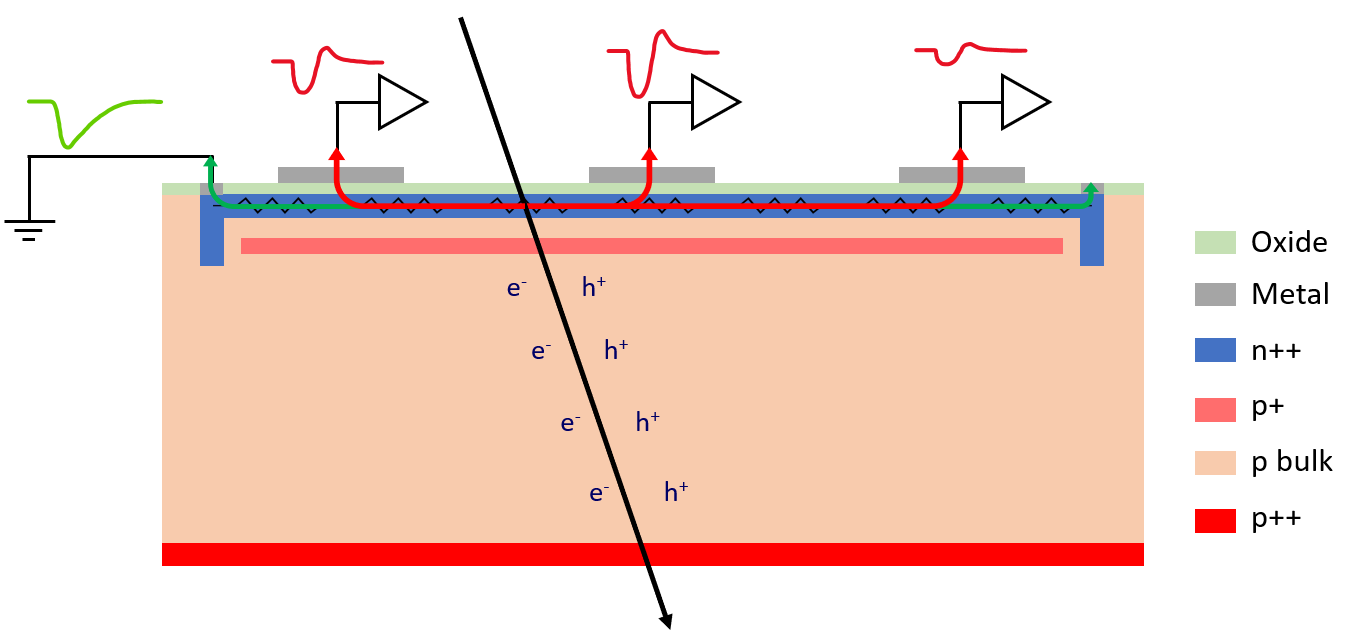 e- h+
e- h+
e- h+
e- h+
Oxide
Metal
n++
p+
p bulk
p++